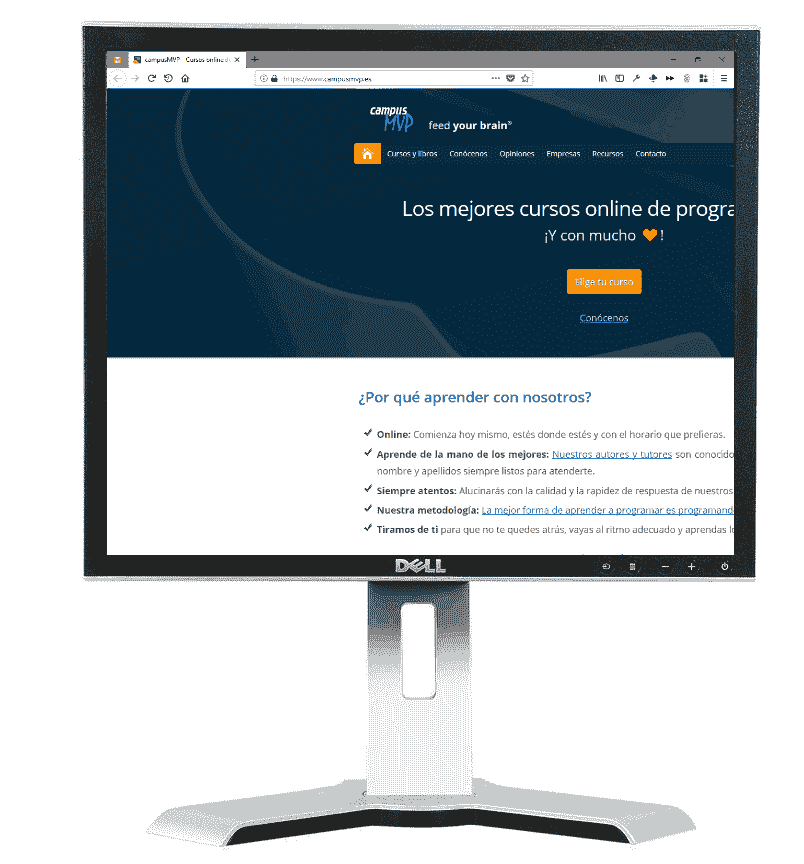 campusMVP - Cursos online de
https://www.campusmvp.es
campus
MVP feed your brain®
Cursos y libros Conócenos Opiniones Empresas Recursos Contacto
Los mejores cursos online de progra
¡Y con mucho !
Elige tu curso
Conócenos
¿Por qué aprender con nosotros?
Online: Comienza hoy mismo, estés donde estés y con el horario que prefieras.
Aprende de la mano de los mejores: Nuestros autores y tutores son conocido
nombre y apellidos siempre listos para atenderte.
Siempre atentos: Alucinarás con la calidad y la rapidez de respuesta de nuestros
Nuestra metodología: La mejor forma de aprender a programar es programand
Tiramos de ti para que no te quedes atrás, vayas al ritmo adecuado y aprendas lo
DELL